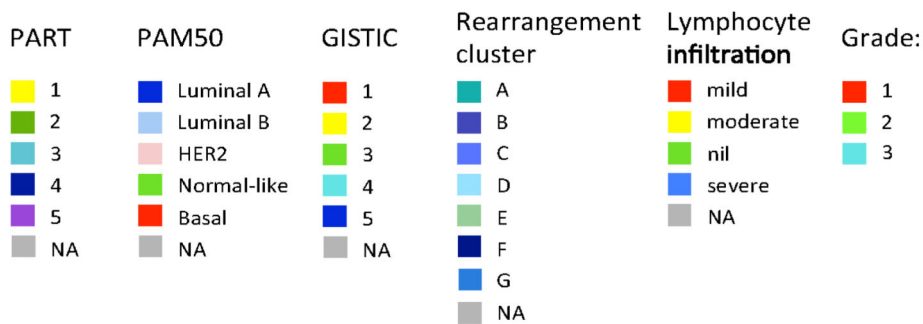 PART
1
2
3
4
5
NA
PAM50
Luminal A
Luminal B
HER2
Normal-like
Basal
NA
GISTIC
1
2
3
4
5
NA
Rearrangement
cluster
A
B
C
D
E
F
G
NA
Lymphocyte
infiltration
mild
moderate
nil
severe
NA
Grade:
1
2
3